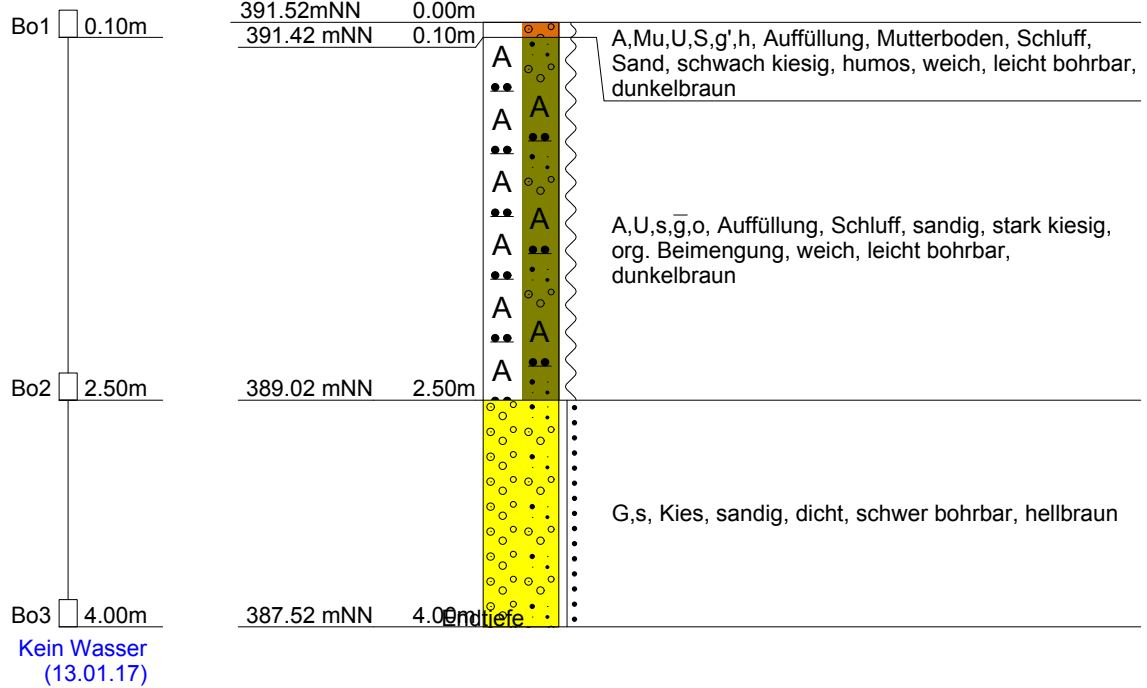 391.52mNN 0.00m
Bo1 0.10m
391.42 mNN 0.10m
A,Mu,U,S,g',h, Auffüllung, Mutterboden, Schluff,
Sand, schwach kiesig, humos, weich, leicht bohrbar,
dunkelbraun
A
A
A
A
A
A
A
A
A
A,U,s,g̅,o, Auffüllung, Schluff, sandig, stark kiesig,
org. Beimengung, weich, leicht bohrbar,
dunkelbraun
Bo2 2.50m
389.02 mNN 2.50m
G,s, Kies, sandig, dicht, schwer bohrbar, hellbraun
Bo3 4.00m
387.52 mNN 4.00m
Endtiefe
Kein Wasser
(13.01.17)